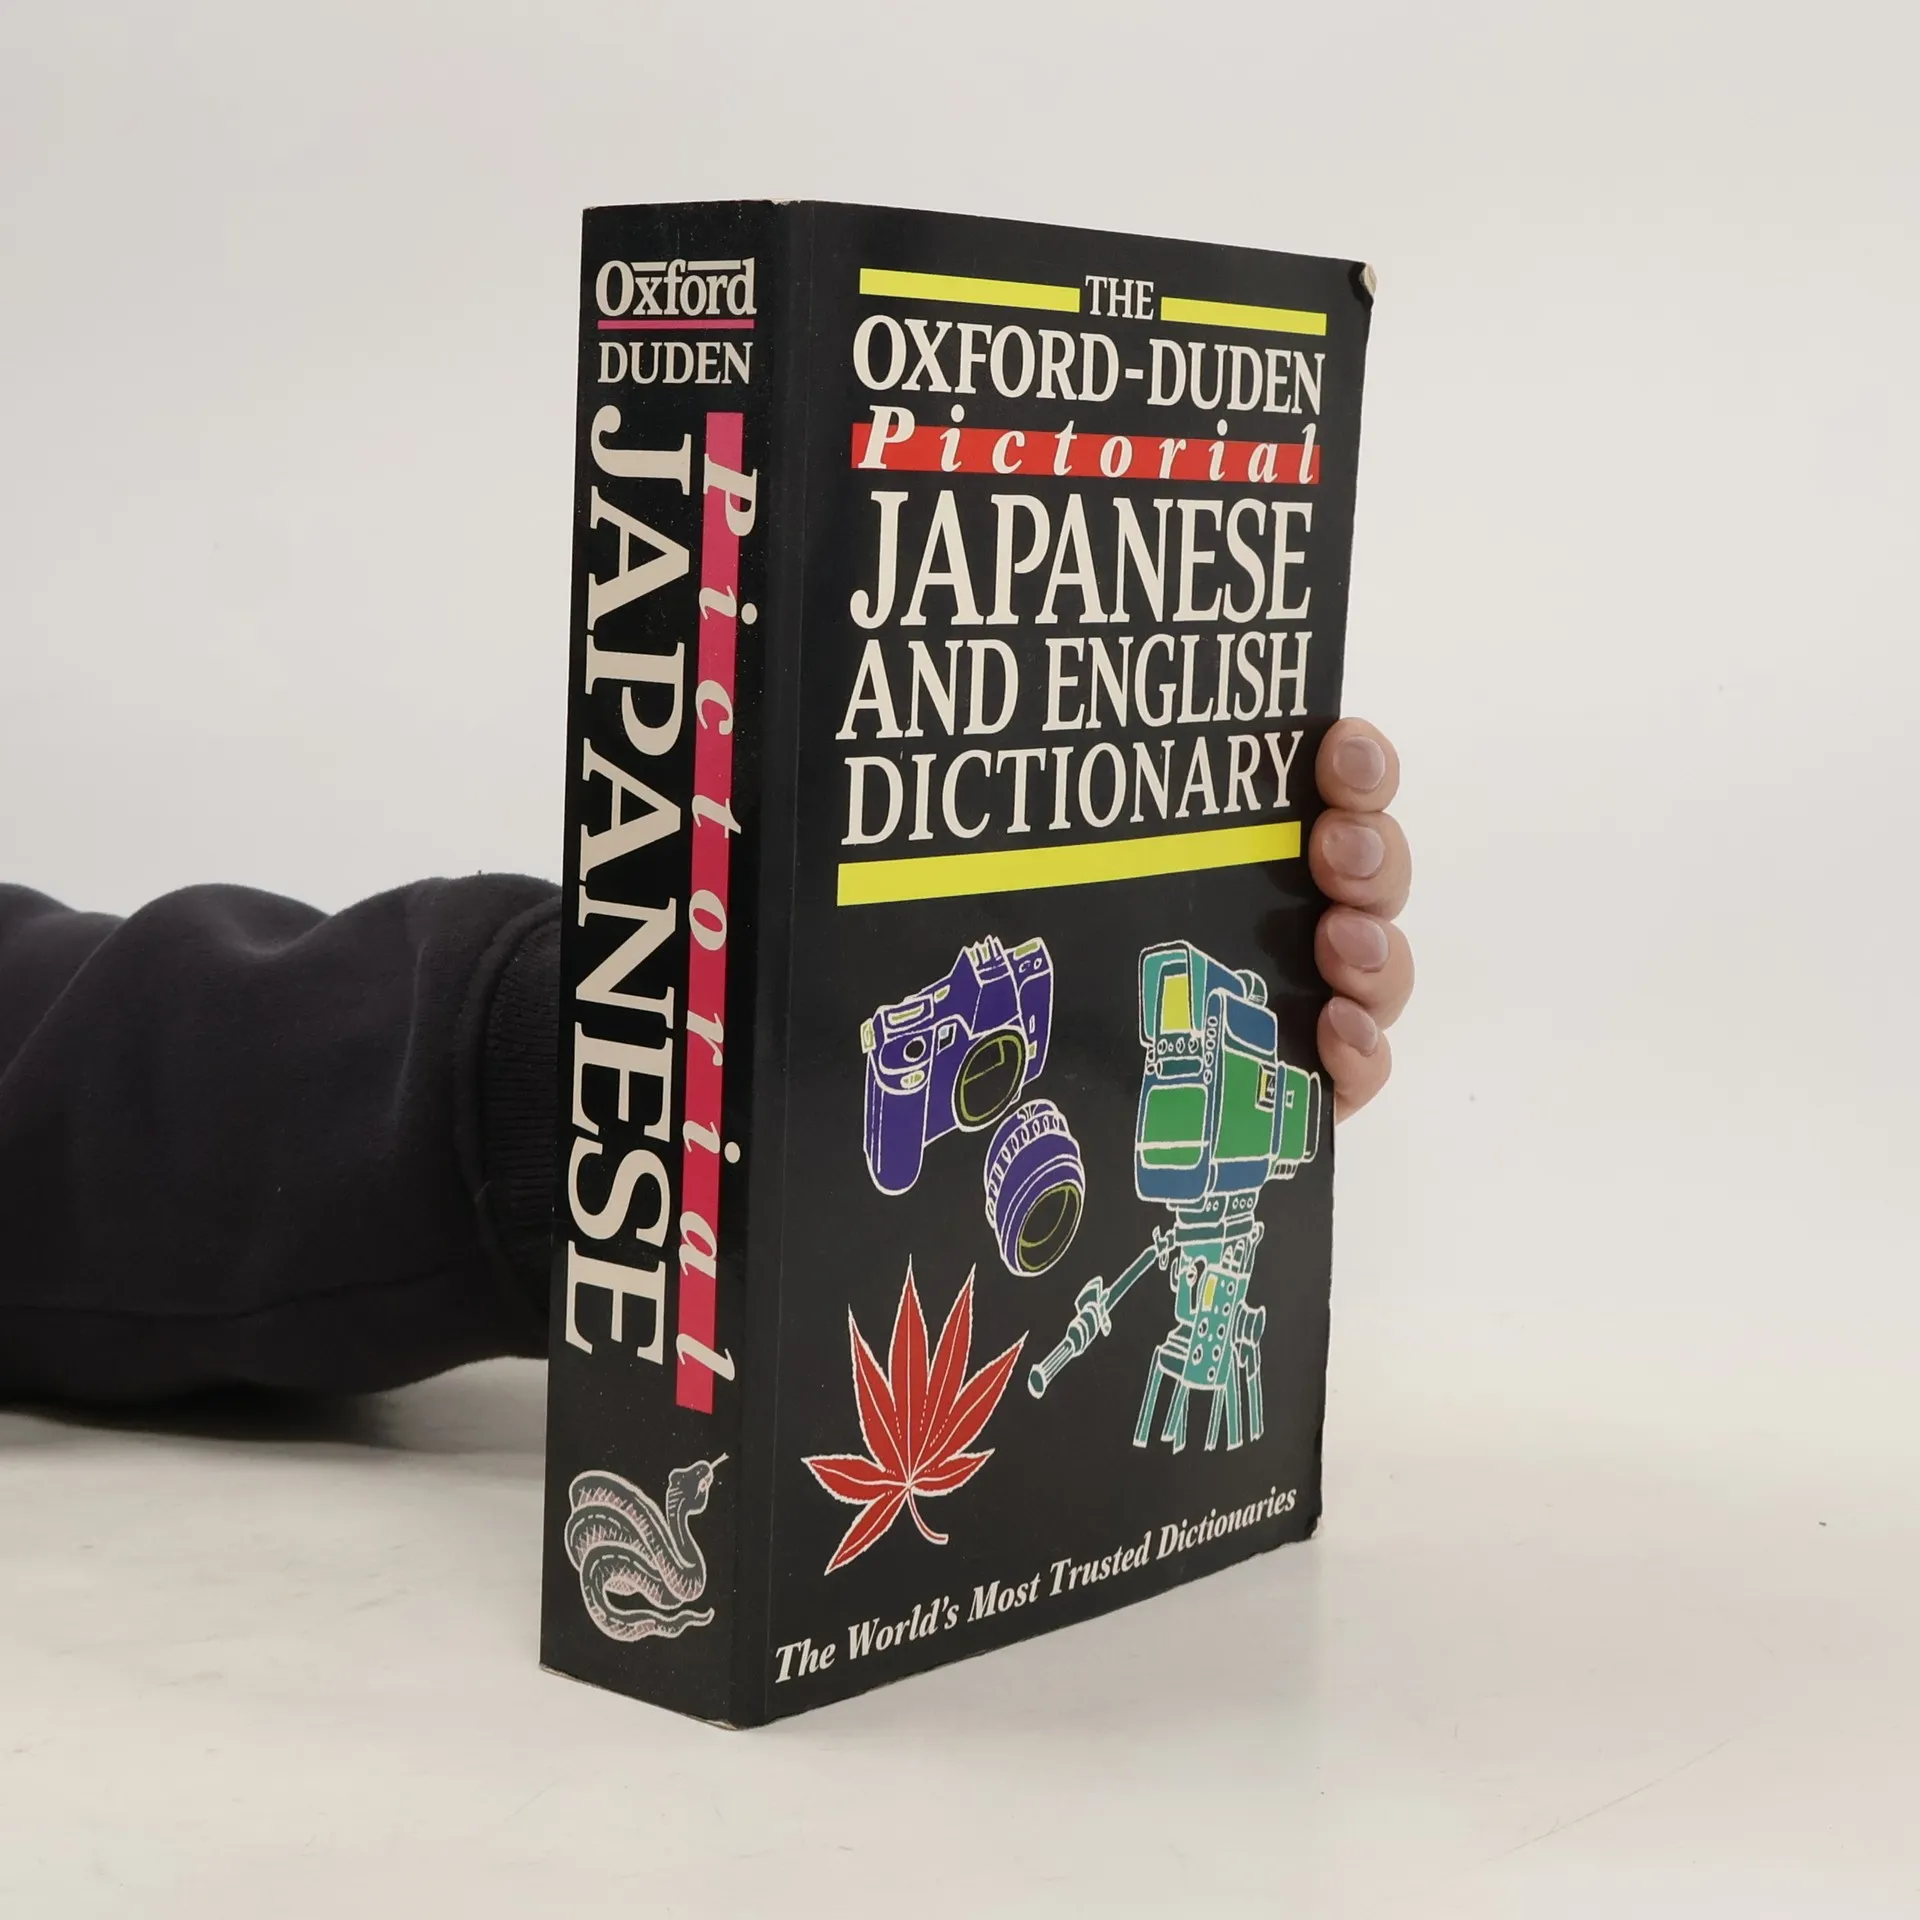 Oxford
DUDEN
JAPANESE
Pictorial
THE
OXFORD-DUDEN
Pictorial
JAPANESE
AND ENGLISH
DICTIONARY
The World's Most Trusted Dictionaries